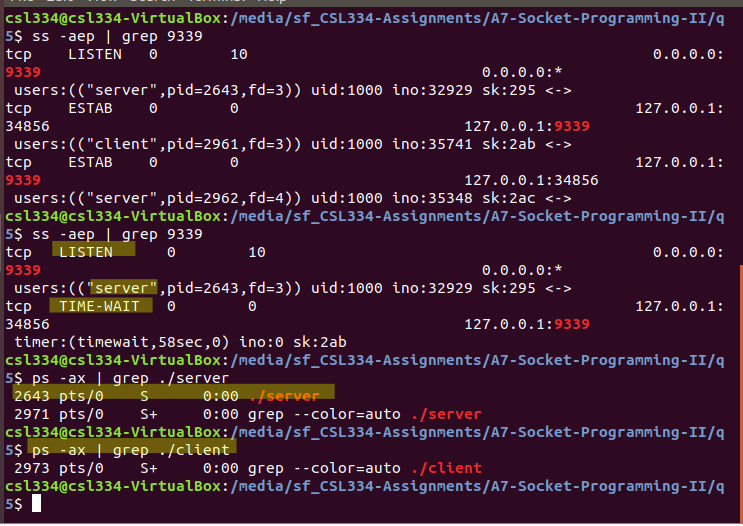 csl334@csl334-VirtualBox:/media/sf_CSL334-Assignments/A7-Socket-Programming-II/q
5$ ss -aep | grep 9339
tcp LISTEN 0 10 0.0.0.0:
9339 0.0.0.0:*
users:(("server",pid=2643,fd=3)) uid:1000 ino:32929 sk:295 <->
tcp ESTAB 0 0 127.0.0.1:
34856 127.0.0.1:9339
users:(("client",pid=2961,fd=3)) uid:1000 ino:35741 sk:2ab <->
tcp ESTAB 0 0 127.0.0.1:
9339 127.0.0.1:34856
users:(("server",pid=2962,fd=4)) uid:1000 ino:35348 sk:2ac <->
csl334@csl334-VirtualBox:/media/sf_CSL334-Assignments/A7-Socket-Programming-II/q
5$ ss -aep | grep 9339
tcp LISTEN 0 10 0.0.0.0:
9339 0.0.0.0:*
users:(("server",pid=2643,fd=3)) uid:1000 ino:32929 sk:295 <->
tcp TIME-WAIT 0 0 127.0.0.1:
34856 127.0.0.1:9339
timer:(timewait,58sec,0) ino:0 sk:2ab
csl334@csl334-VirtualBox:/media/sf_CSL334-Assignments/A7-Socket-Programming-II/q
5$ ps -ax | grep ./server
2643 pts/0 S 0:00 ./server
2971 pts/0 S+ 0:00 grep --color=auto ./server
csl334@csl334-VirtualBox:/media/sf_CSL334-Assignments/A7-Socket-Programming-II/q
5$ ps -ax | grep ./client
2973 pts/0 S+ 0:00 grep --color=auto ./client
csl334@csl334-VirtualBox:/media/sf_CSL334-Assignments/A7-Socket-Programming-II/q
5$